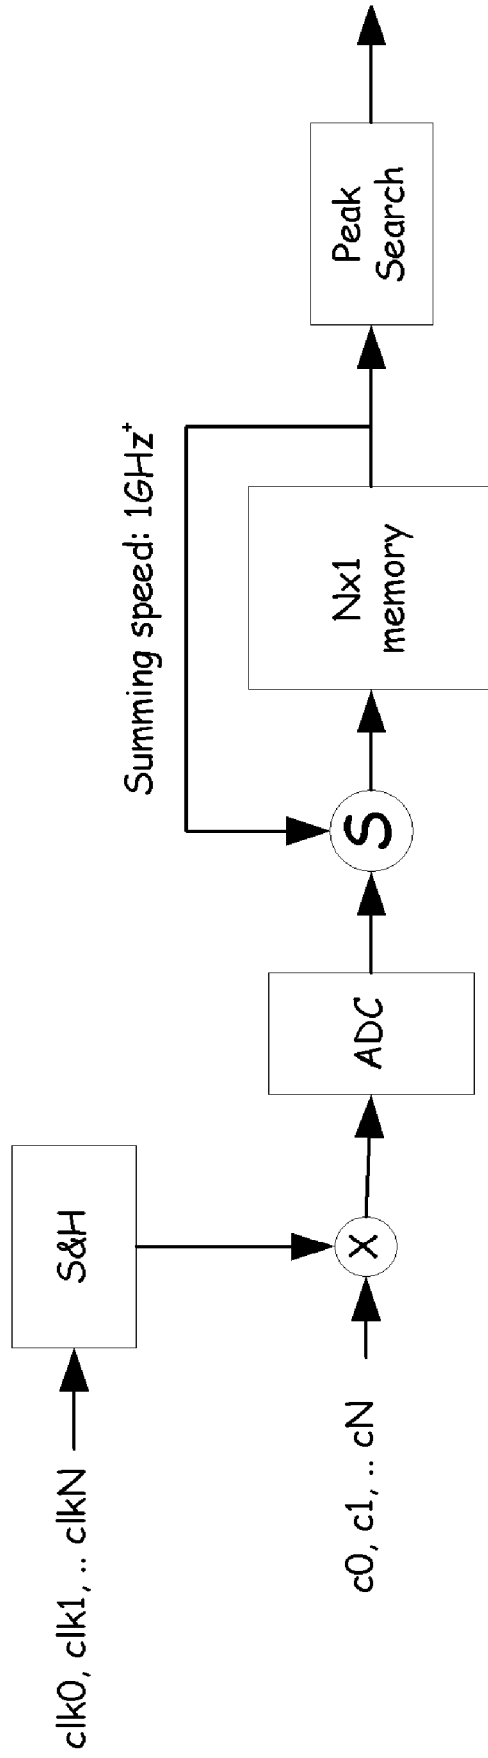 clk0, clk1, .. clkN
S&H
c0, c1, .. cN
X
ADC
S
Summing speed: 1GHz⁺
Nx1
memory
Peak
Search